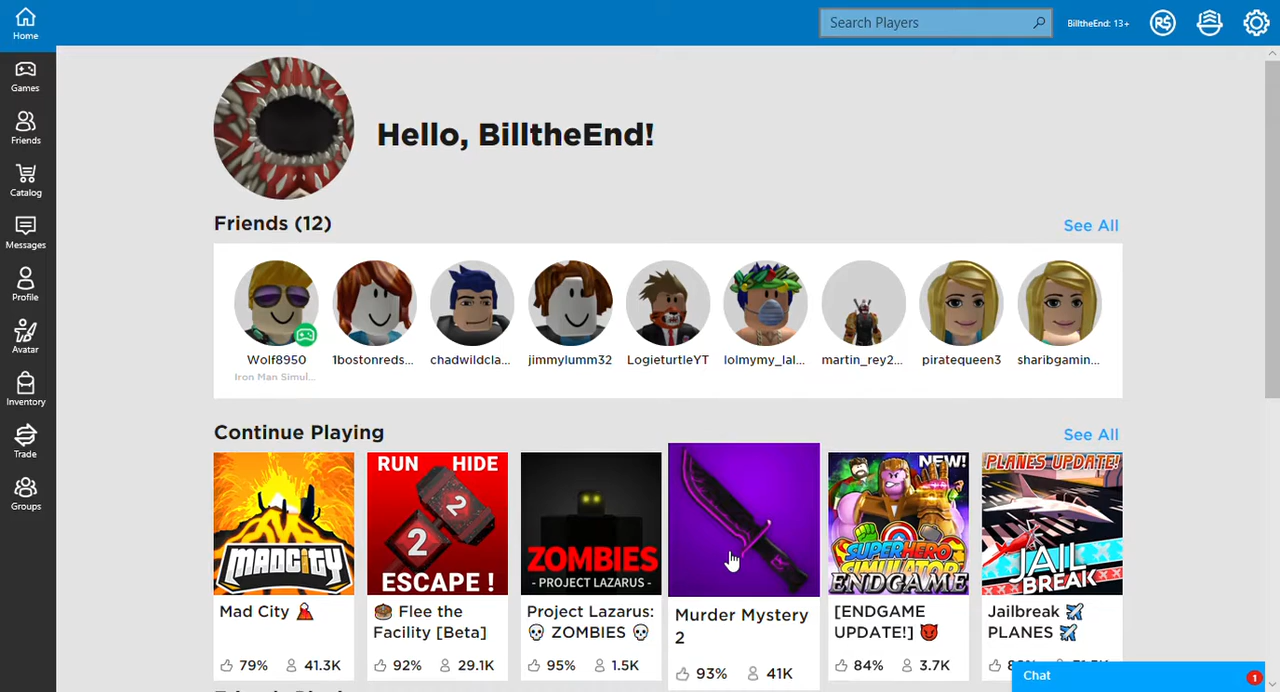 Home
Search Players
BilltheEnd: 13+
R$
Games
Friends
Catalog
Messages
Profile
Avatar
Inventory
Trade
Groups
Hello, BilltheEnd!
Friends (12)
See All
Wolf8950
1bostonreds...
chadwildcla...
jimmylumm32
LogieturtleYT
lolmymy_lal...
martin_rey2...
piratequeen3
sharibgamin...
Iron Man Simul...
Continue Playing
See All
MADCITY
RUN HIDE
2
2
ESCAPE !
ZOMBIES
- PROJECT LAZARUS -
NEW!
SUPERHERO
SIMULATOR
ENDGAME
PLANES UPDATE!
JAIL
BREAK
Mad City
79% 41.3K
Flee the
Facility [Beta]
92% 29.1K
Project Lazarus:
ZOMBIES
95% 1.5K
Murder Mystery
2
93% 41K
[ENDGAME
UPDATE!]
84% 3.7K
Jailbreak
PLANES
Chat
1